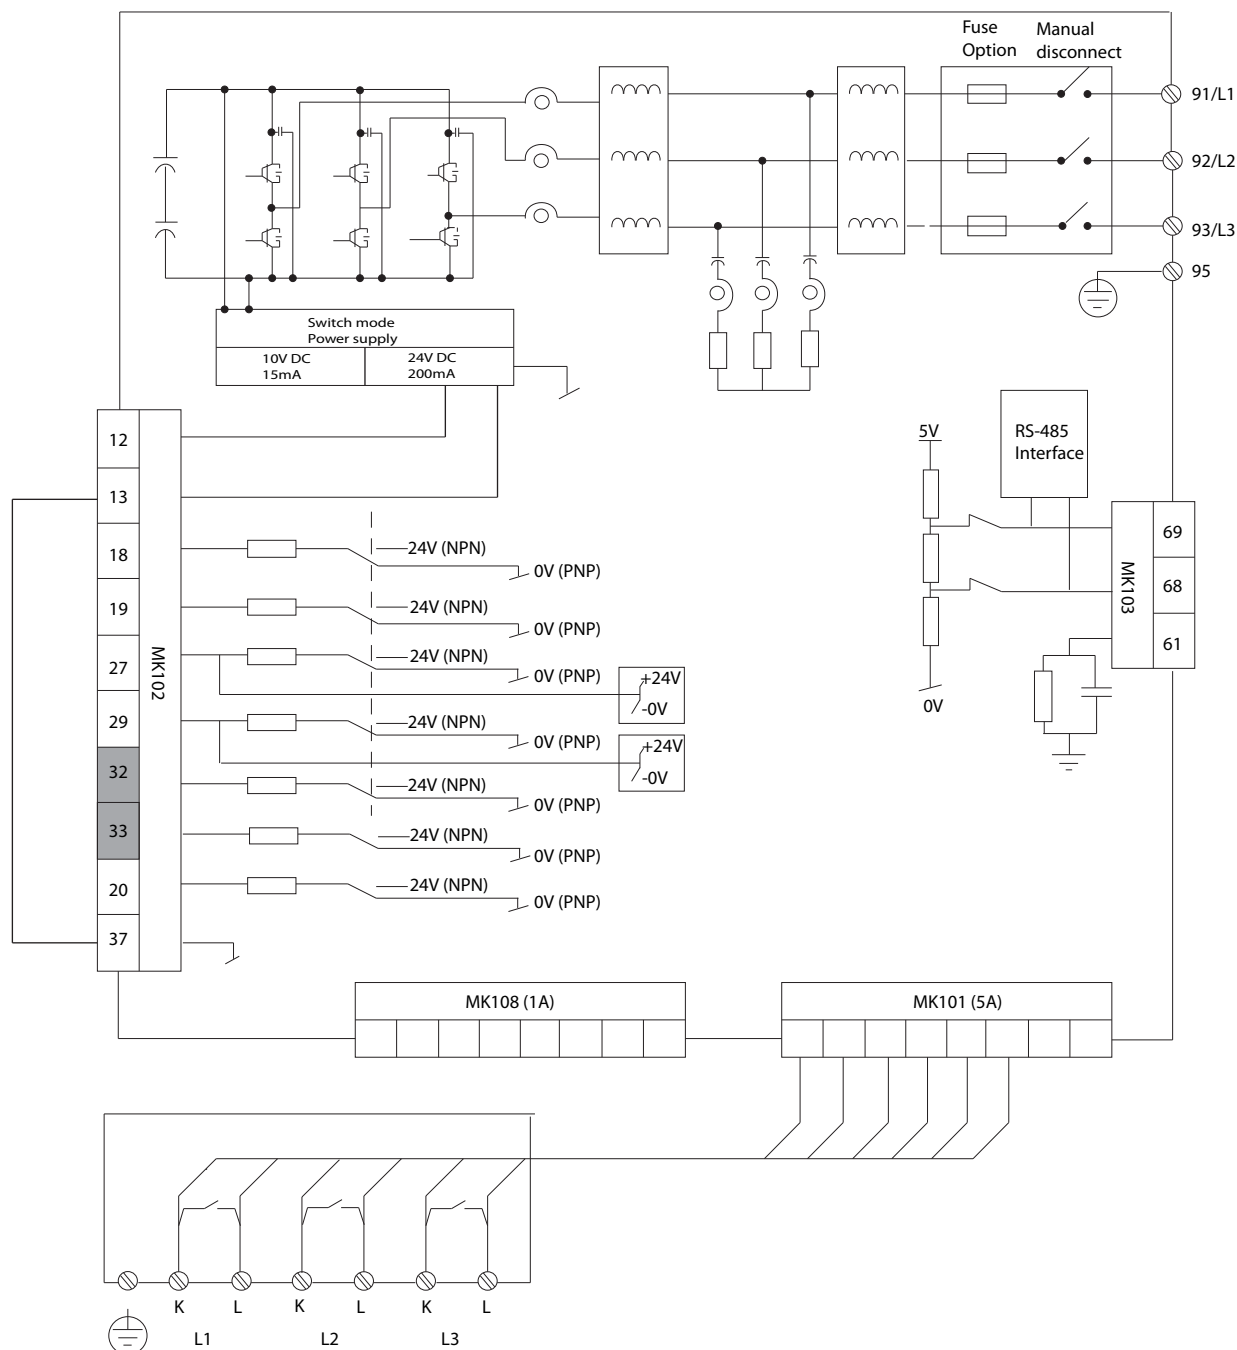 Fuse
Option
Manual
disconnect
91/L1
92/L2
93/L3
95
Switch mode
Power supply
10V DC
15mA
24V DC
200mA
12
13
18
19
27
29
32
33
20
37
MK102
24V (NPN)
0V (PNP)
24V (NPN)
0V (PNP)
24V (NPN)
0V (PNP)
+24V
-0V
24V (NPN)
0V (PNP)
+24V
-0V
24V (NPN)
0V (PNP)
24V (NPN)
0V (PNP)
24V (NPN)
0V (PNP)
5V
0V
RS-485
Interface
MK103
69
68
61
MK108 (1A)
MK101 (5A)
K L K L K L
L1 L2 L3